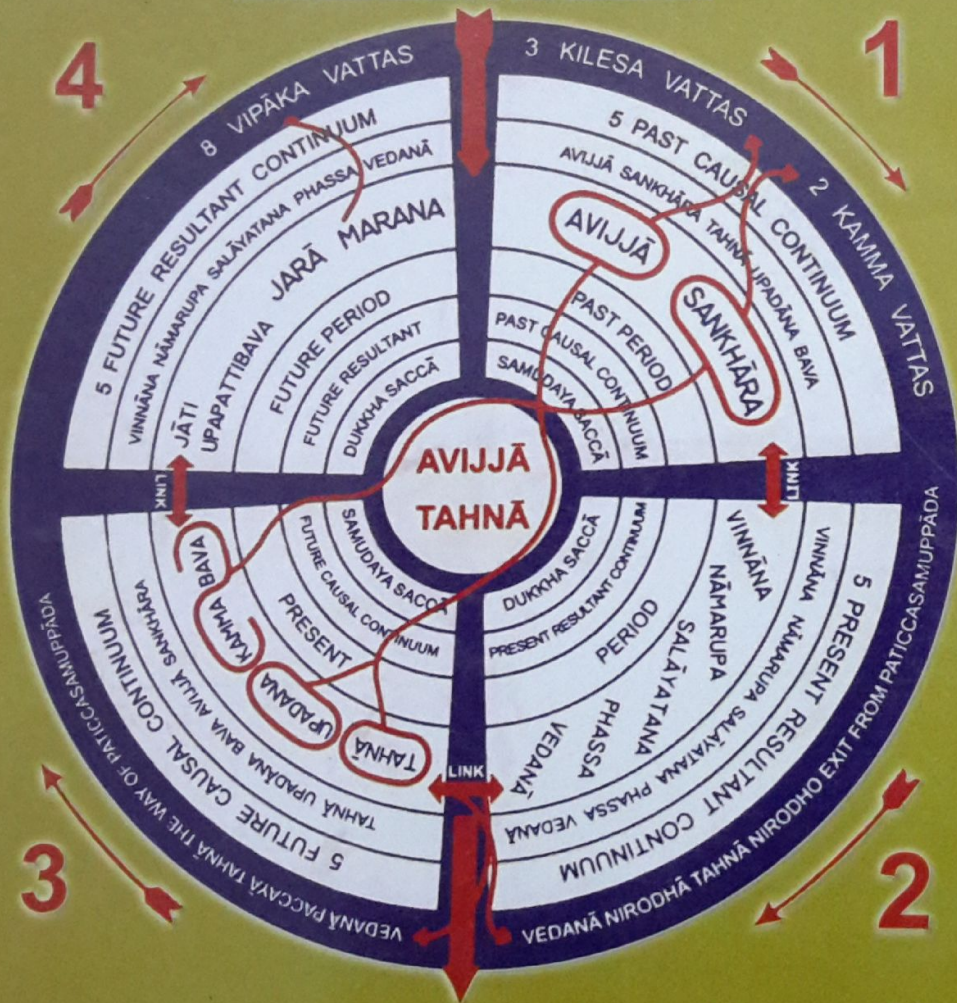 4
1
3
2
8 VIPĀKA VATTAS
3 KILESA VATTAS
2 KAMMA VATTAS
5 PAST CAUSAL CONTINUUM
AVIJJĀ SANKHĀRA TAHNĀ UPADĀNA BAVA
AVIJJĀ
SANKHĀRA
PAST PERIOD
PAST CAUSAL CONTINUUM
SAMUDAYA SACCĀ
LINK
VINNĀNA
NĀMARUPA
SALĀYATANA
PHASSA
VEDANĀ
VINNĀNA NĀMARUPA SALĀYATANA PHASSA VEDANĀ
5 PRESENT RESULTANT CONTINUUM
PERIOD
PRESENT RESULTANT CONTINUUM
DUKKHA SACCĀ
VEDANĀ NIRODHĀ TAHNĀ NIRODHO EXIT FROM PATICCASAMUPPĀDA
LINK
VEDANĀ PACCAYĀ TAHNĀ THE WAY OF PATICCASAMUPPĀDA
5 FUTURE CAUSAL CONTINUUM
TAHNĀ UPADĀNA BAVA AVIJJĀ SANKHĀRA
TAHNĀ
UPADANA
KAMMA BAVA
PRESENT
FUTURE CAUSAL CONTINUUM
SAMUDAYA SACCĀ
LINK
5 FUTURE RESULTANT CONTINUUM
VINNĀNA NĀMARUPA SALĀYATANA PHASSA VEDANĀ
JĀTI
JARĀ MARANA
UPAPATTIBAVA
FUTURE PERIOD
FUTURE RESULTANT
DUKKHA SACCĀ
AVIJJĀ
TAHNĀ